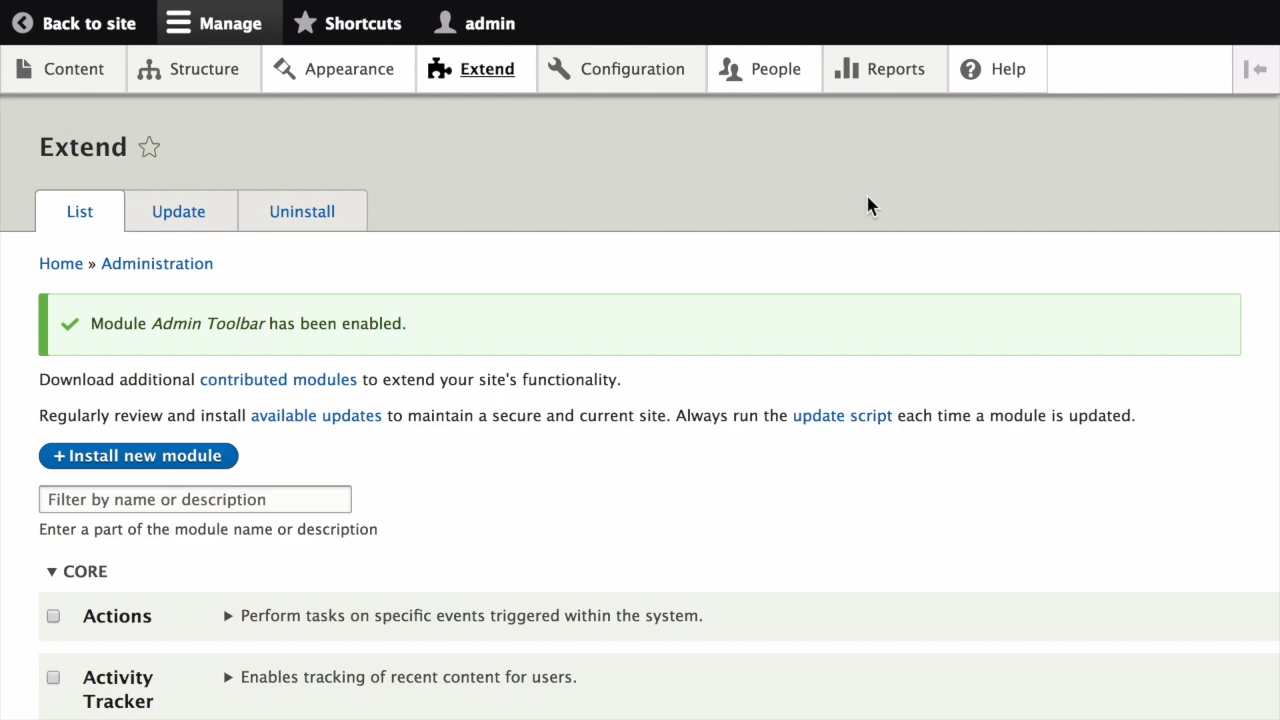 Back to site Manage Shortcuts admin
Content Structure Appearance Extend Configuration People Reports Help
Extend
List Update Uninstall
Home » Administration
Module Admin Toolbar has been enabled.
Download additional contributed modules to extend your site's functionality.
Regularly review and install available updates to maintain a secure and current site. Always run the update script each time a module is updated.
+ Install new module
Filter by name or description
Enter a part of the module name or description
▼ CORE
Actions ▶ Perform tasks on specific events triggered within the system.
Activity ▶ Enables tracking of recent content for users.
Tracker